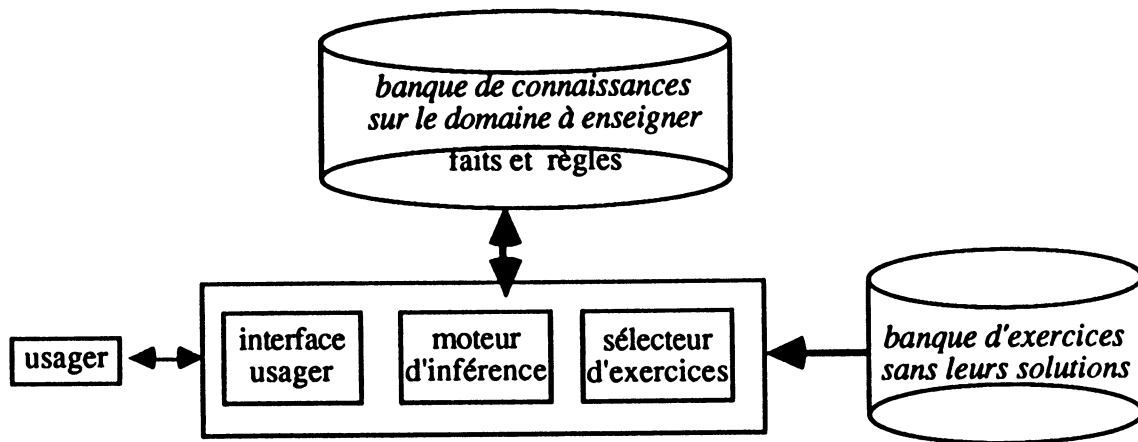 banque de connaissances
sur le domaine à enseigner
faits et règles
usager
interface
usager
moteur
d'inférence
sélecteur
d'exercices
banque d'exercices
sans leurs solutions